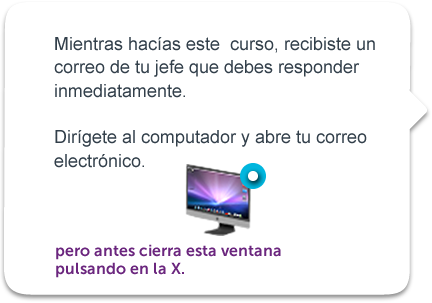 Mientras hacías este  curso, recibiste un
correo de tu jefe que debes responder
inmediatamente.
Dirígete al computador y abre tu correo
electrónico.
pero antes cierra esta ventana
pulsando en la X.